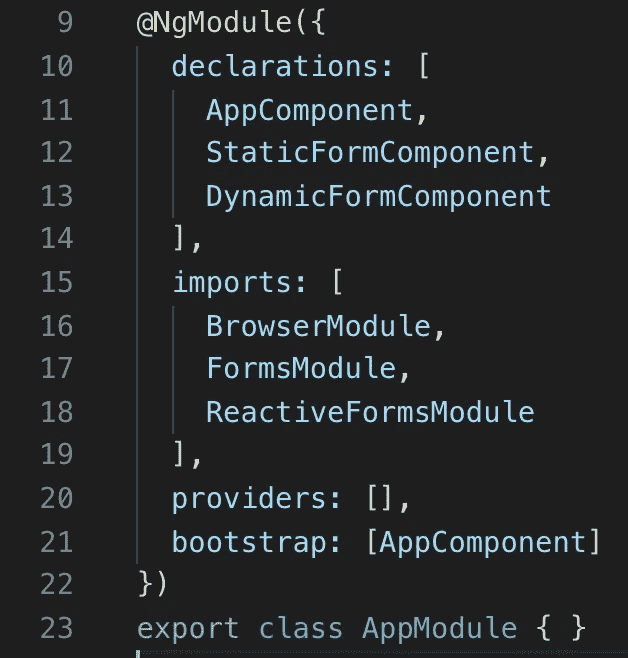 9 @NgModule({
10 declarations: [
11 AppComponent,
12 StaticFormComponent,
13 DynamicFormComponent
14 ],
15 imports: [
16 BrowserModule,
17 FormsModule,
18 ReactiveFormsModule
19 ],
20 providers: [],
21 bootstrap: [AppComponent]
22 })
23 export class AppModule { }